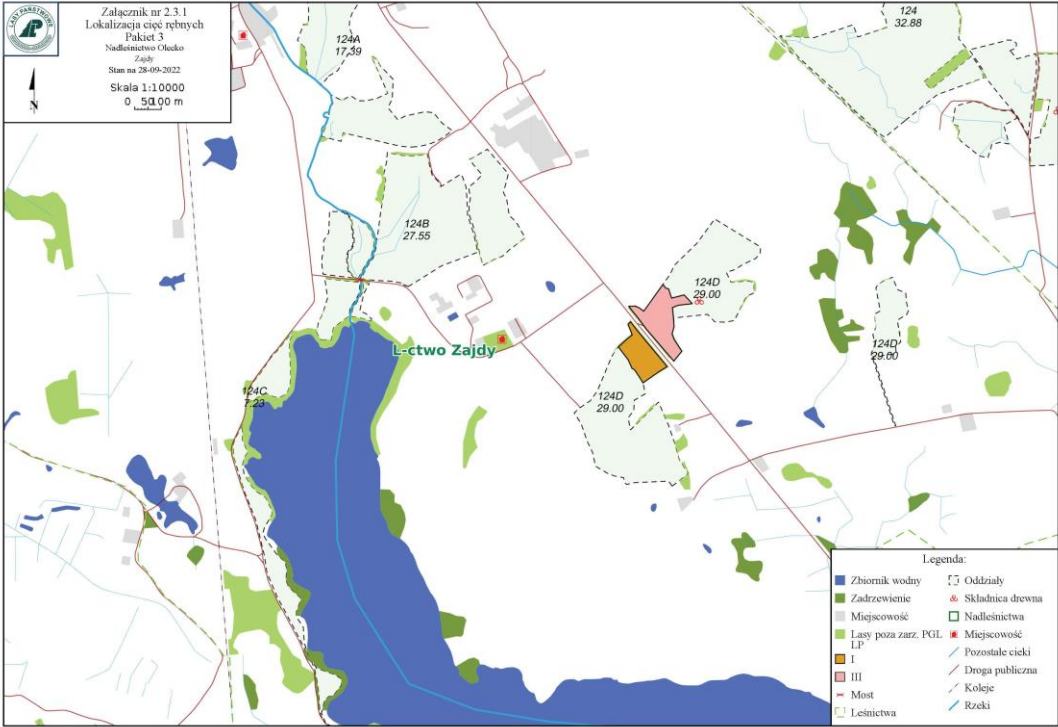 LASY PAŃSTWOWE
Załącznik nr 2.3.1
Lokalizacja cięć rębnych
Pakiet 3
Nadleśnictwo Olecko
Zajdy
Stan na 28-09-2022
Skala 1:10000
0 50100 m
N
124A
17.39
124
32.88
124B
27.55
124D
29.00
L-ctwo Zajdy
124D
29.00
124C
7.23
124D
29.00
Legenda:
Zbiornik wodny
Zadrzewienie
Miejscowość
Lasy poza zarz. PGL
LP
I
III
Most
Leśnictwa
Oddziały
Składnica drewna
Nadleśnictwa
Miejscowość
Pozostałe cieki
Droga publiczna
Koleje
Rzeki